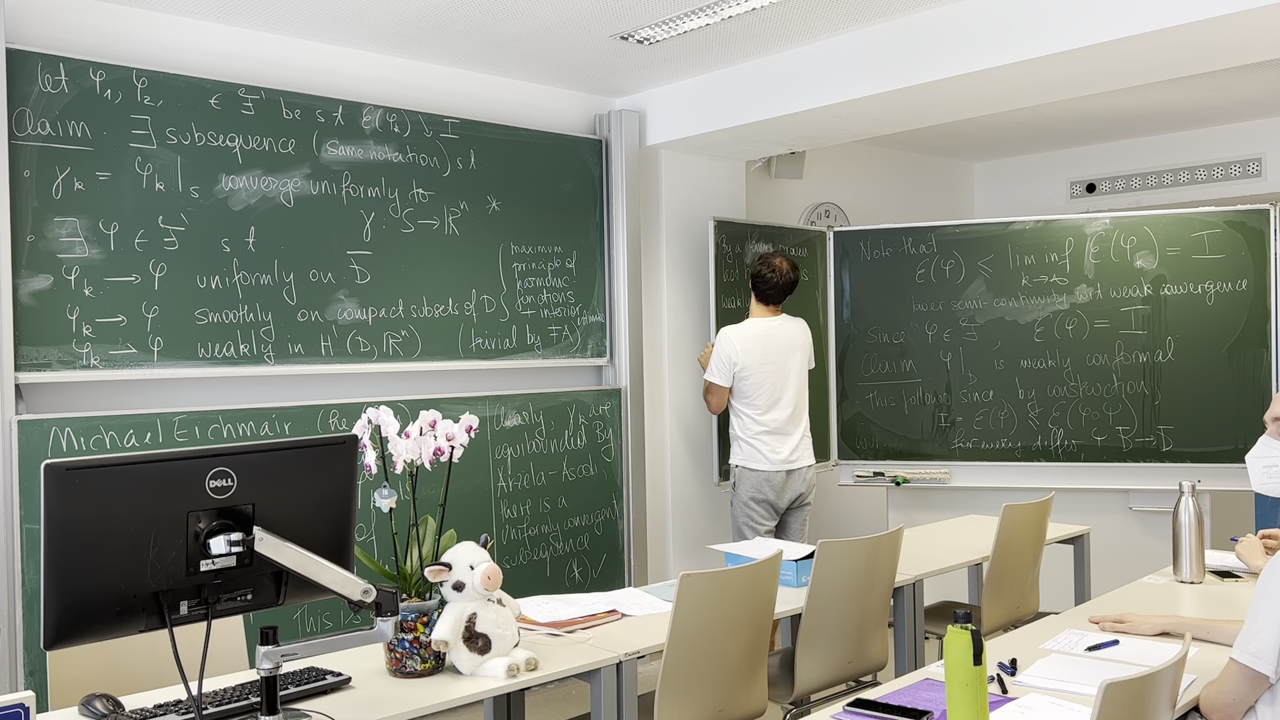 Let φ₁, φ₂, ∈ ℱ' be s t ℰ(φₖ) ↘ I
Claim. ∃ subsequence (same notation) s t
• γₖ = φₖ|ₛ converge uniformly to
γ : S → ℝⁿ *
• ∃ φ ∈ ℱ' s t.
φₖ → φ uniformly on D̄
φₖ → φ smoothly on compact subsets of D
φₖ ⇀ φ weakly in H¹(D, ℝⁿ) (trivial by FA)
maximum
principle of
harmonic
functions
+ interior
Michael Eichmair (he
Clearly, γₖ are
equibounded By
Arzela-Ascoli
there is a
uniformly convergent
subsequence
(*) ✓
This is
DELL
By a
weakly
Note that
ℰ(φ) ≤ lim inf ℰ(φₖ) = I.
k→∞
lower semi-continuity wrt weak convergence
Since φ ∈ ℱ' ℰ(φ) = I
Claim φ|_D is weakly conformal
This follows since by construction,
I = ℰ(φ) ≤ ℰ(φ∘ψ)
for every diffeo ψ D̄→D̄